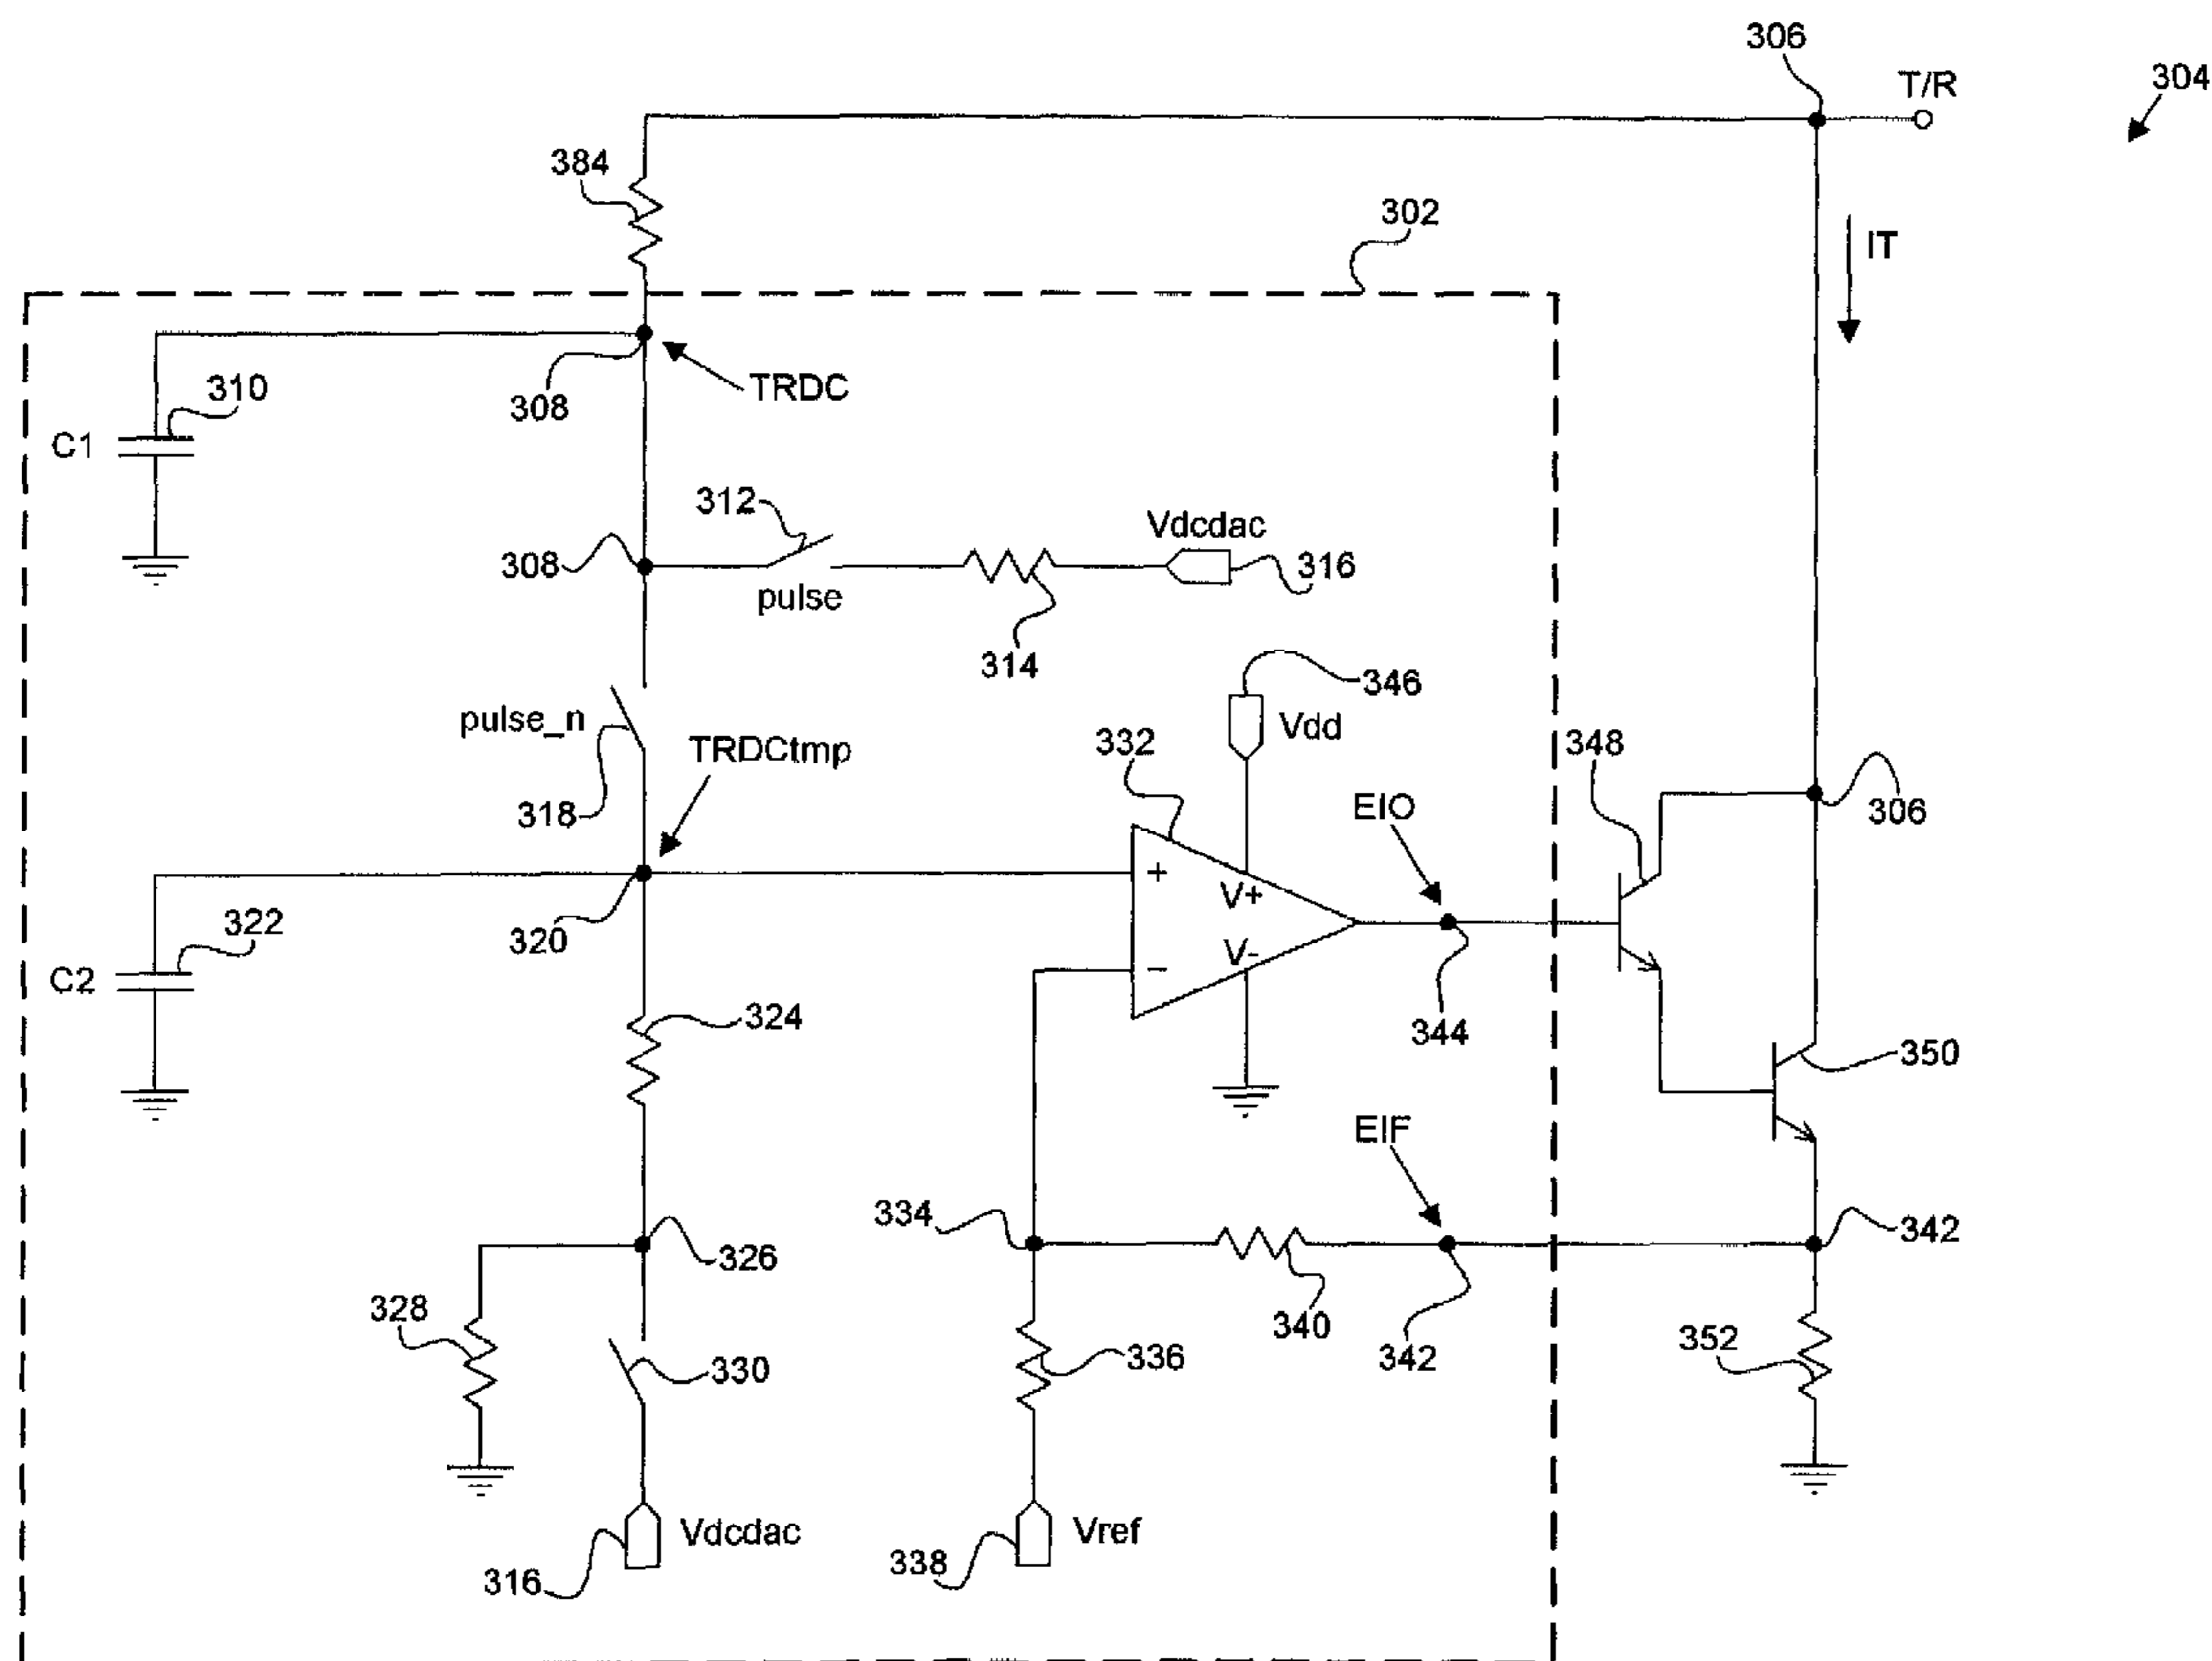 306
T/R
304
384
302
IT
310
308
TRDC
C1
312
Vdcdac
308
pulse
316
314
346
pulse_n
Vdd
TRDCtmp
332
348
318
EIO
306
+
V+
322
320
V-
C2
−
324
344
350
EIF
334
342
326
328
340
352
330
336
342
Vdcdac
Vref
316
338